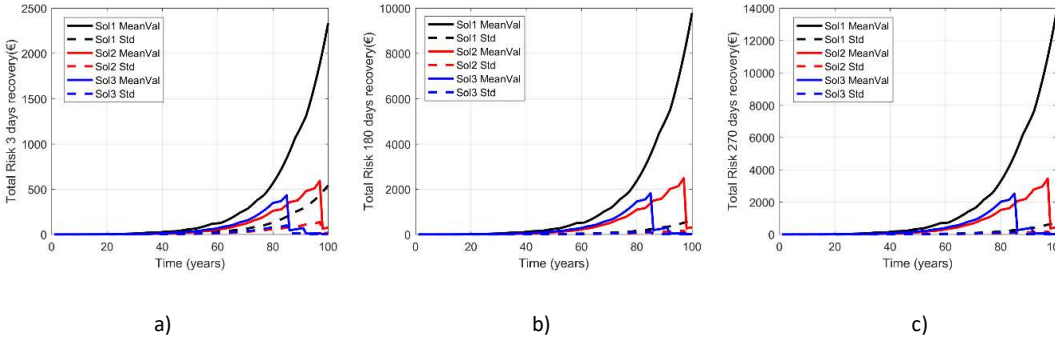 2500
2000
1500
1000
500
0
Total Risk 3 days recovery(€)
Sol1 MeanVal
Sol1 Std
Sol2 MeanVal
Sol2 Std
Sol3 MeanVal
Sol3 Std
0 20 40 60 80 100
Time (years)
a)
10000
8000
6000
4000
2000
0
Total Risk 180 days recovery(€)
Sol1 MeanVal
Sol1 Std
Sol2 MeanVal
Sol2 Std
Sol3 MeanVal
Sol3 Std
0 20 40 60 80 100
Time (years)
b)
14000
12000
10000
8000
6000
4000
2000
0
Total Risk 270 days recovery(€)
Sol1 MeanVal
Sol1 Std
Sol2 MeanVal
Sol2 Std
Sol3 MeanVal
Sol3 Std
0 20 40 60 80 100
Time (years)
c)